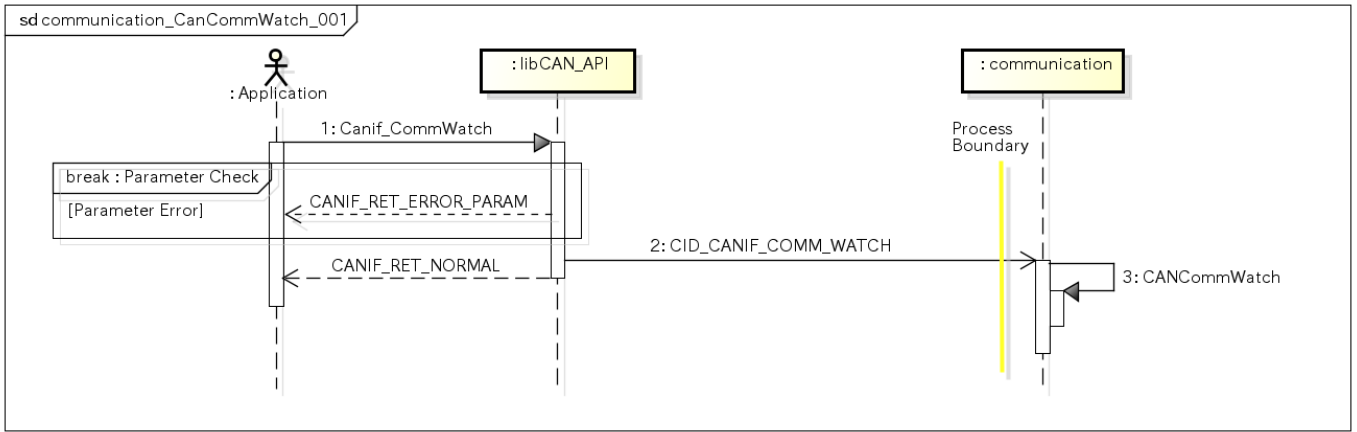 sd communication_CanCommWatch_001
: Application
: libCAN_API
: communication
1: Canif_CommWatch
Process
Boundary
break : Parameter Check
[Parameter Error]
CANIF_RET_ERROR_PARAM
2: CID_CANIF_COMM_WATCH
CANIF_RET_NORMAL
3: CANCommWatch